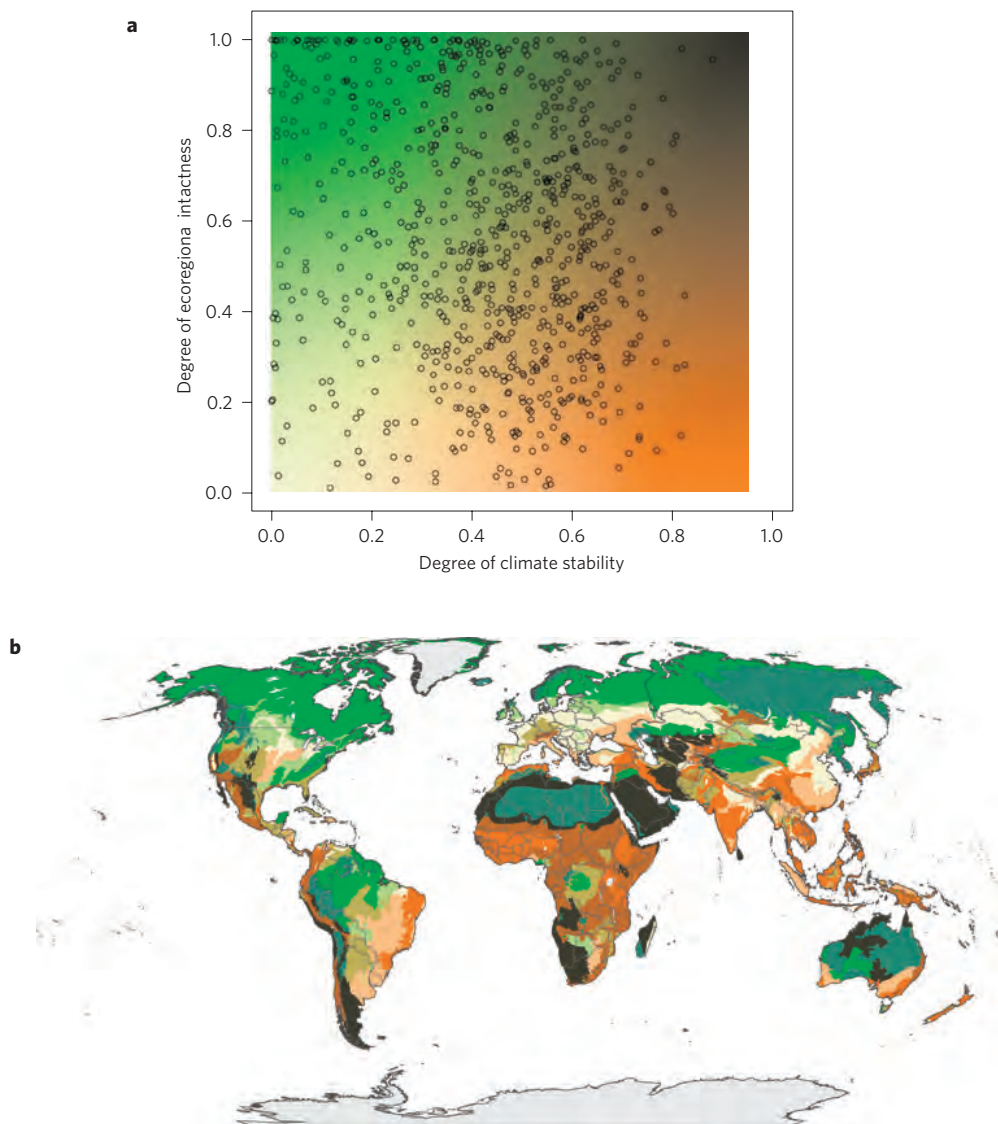 a
1.0
0.8
0.6
0.4
0.2
0.0
Degree of ecoregiona intactness
0.0 0.2 0.4 0.6 0.8 1.0
Degree of climate stability
b